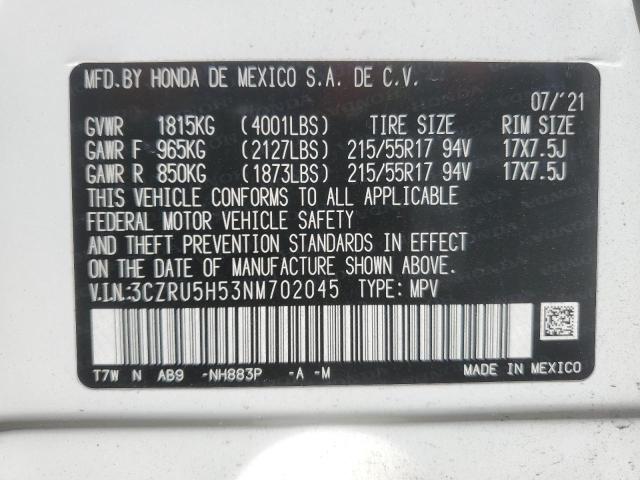 MFD.BY HONDA DE MEXICO S.A. DE C.V.
07/'21
GVWR 1815KG (4001LBS) TIRE SIZE RIM SIZE
GAWR F 965KG (2127LBS) 215/55R17 94V 17X7.5J
GAWR R 850KG (1873LBS) 215/55R17 94V 17X7.5J
THIS VEHICLE CONFORMS TO ALL APPLICABLE
FEDERAL MOTOR VEHICLE SAFETY
AND THEFT PREVENTION STANDARDS IN EFFECT
ON THE DATE OF MANUFACTURE SHOWN ABOVE.
V.I.N.:3CZRU5H53NM702045 TYPE: MPV
T7W N AB9 -NH883P -A -M MADE IN MEXICO